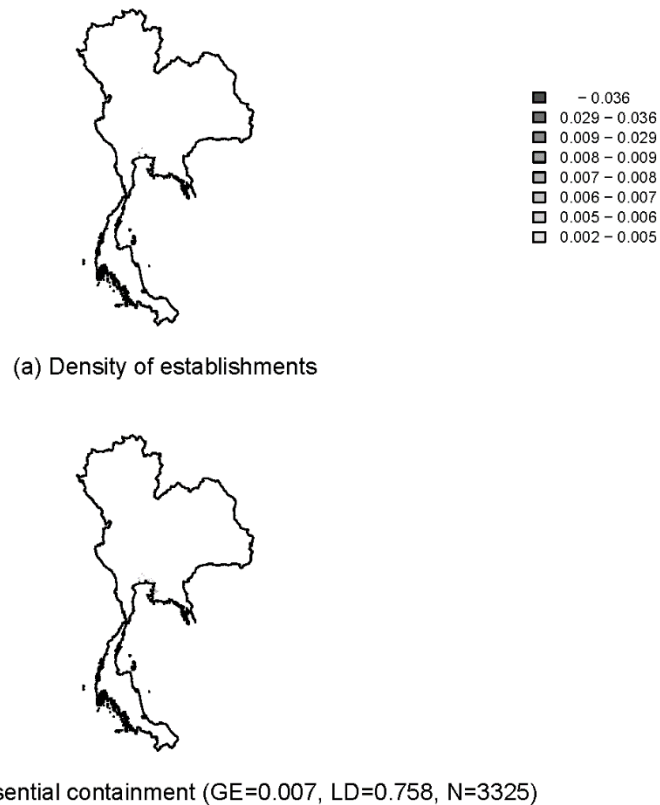 − 0.036
0.029 − 0.036
0.009 − 0.029
0.008 − 0.009
0.007 − 0.008
0.006 − 0.007
0.005 − 0.006
0.002 − 0.005
(a) Density of establishments
containment (GE=0.007, LD=0.758, N=3325)